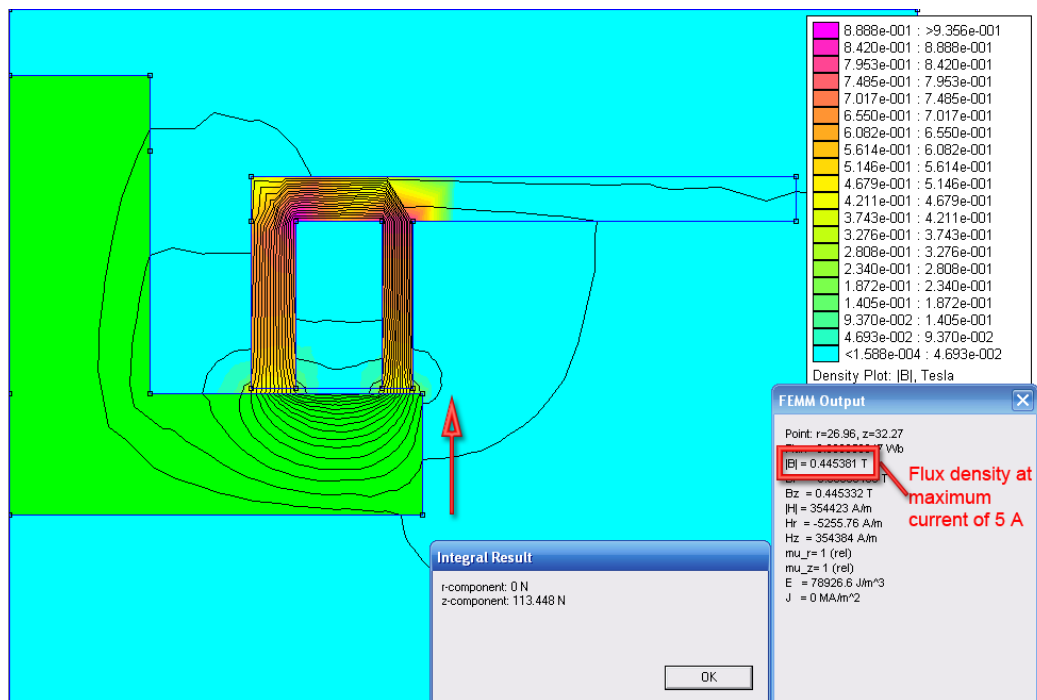 8.888e-001 : >9.356e-001
8.420e-001 : 8.888e-001
7.953e-001 : 8.420e-001
7.485e-001 : 7.953e-001
7.017e-001 : 7.485e-001
6.550e-001 : 7.017e-001
6.082e-001 : 6.550e-001
5.614e-001 : 6.082e-001
5.146e-001 : 5.614e-001
4.679e-001 : 5.146e-001
4.211e-001 : 4.679e-001
3.743e-001 : 4.211e-001
3.276e-001 : 3.743e-001
2.808e-001 : 3.276e-001
2.340e-001 : 2.808e-001
1.872e-001 : 2.340e-001
1.405e-001 : 1.872e-001
9.370e-002 : 1.405e-001
4.693e-002 : 9.370e-002
<1.588e-004 : 4.693e-002
Density Plot: |B|, Tesla
FEMM Output
Point: r=26.96, z=32.27
Wb
|B| = 0.445381 T
T
Bz = 0.445332 T
|H| = 354423 A/m
Hr = -5255.76 A/m
Hz = 354384 A/m
mu_r= 1 (rel)
mu_z= 1 (rel)
E = 78926.6 J/m^3
J = 0 MA/m^2
Flux density at
maximum
current of 5 A
Integral Result
r-component: 0 N
z-component: 113.448 N
OK